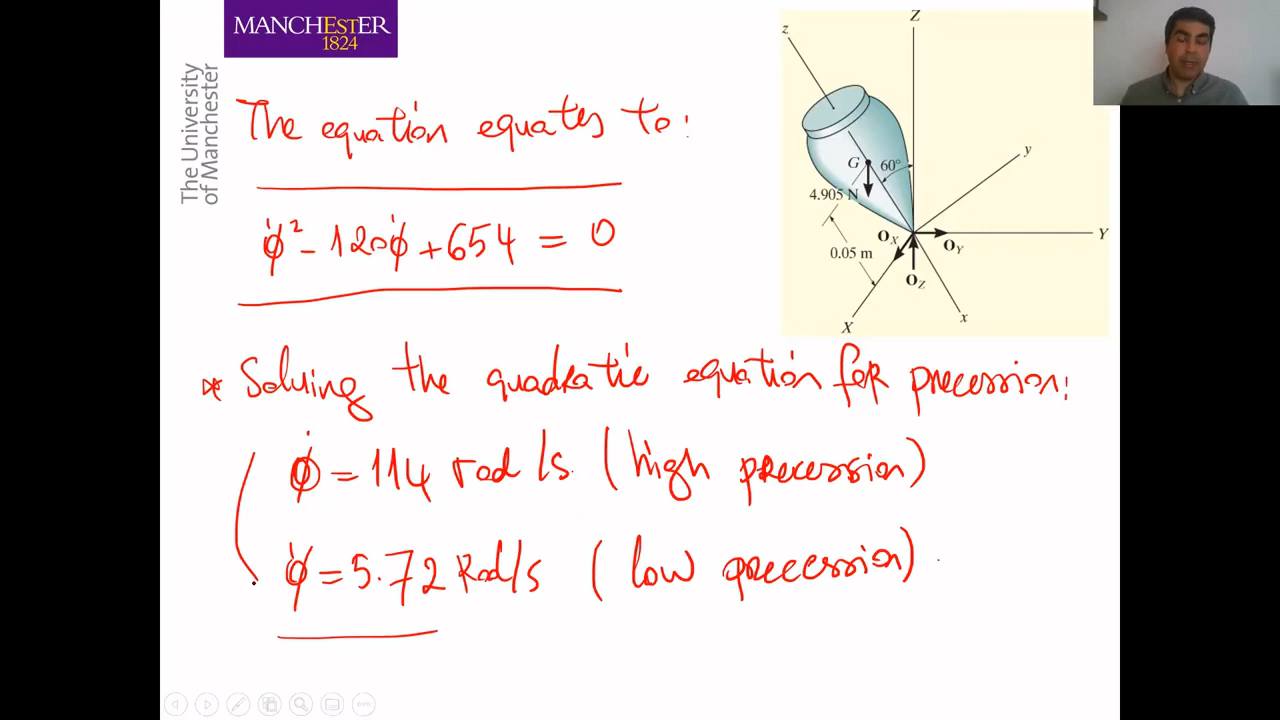 MANCHESTER
1824
The University
of Manchester
The equation equates to:
φ̇² - 120φ̇ + 654 = 0
* Solving the quadratic equation for precession:
φ̇ = 114 rad/s (high precession)
φ̇ = 5.72 Rad/s (low precession)
Z
z
y
G
60°
4.905 N
O_X
O_Y
Y
0.05 m
O_Z
X
x